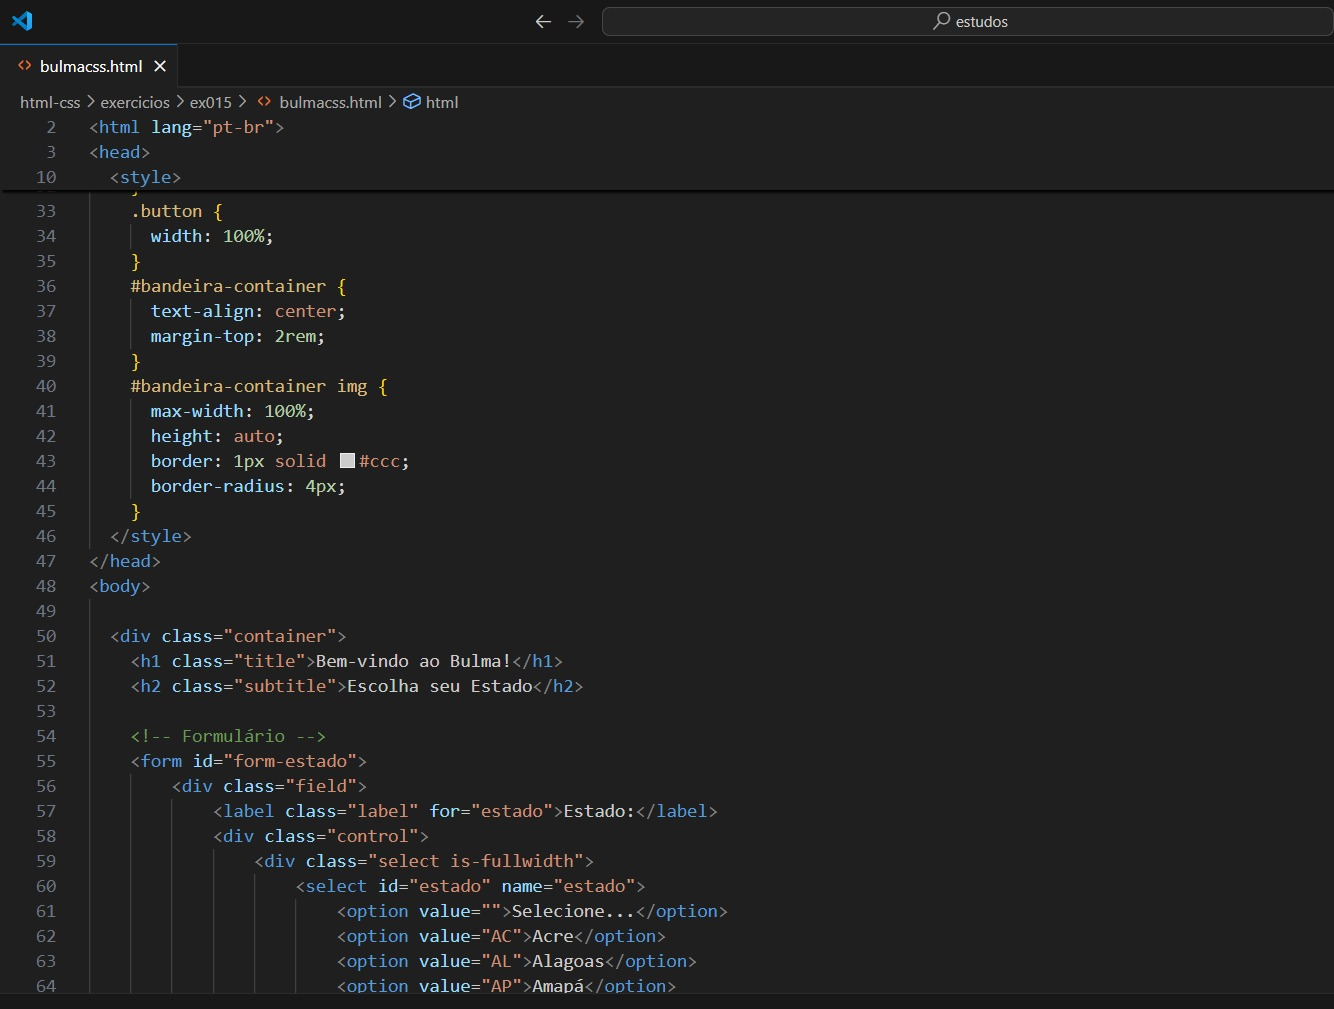 estudos
bulmacss.html
html-css > exercicios > ex015 > bulmacss.html > html
2 <html lang="pt-br">
3 <head>
10 <style>
33 .button {
34 width: 100%;
35 }
36 #bandeira-container {
37 text-align: center;
38 margin-top: 2rem;
39 }
40 #bandeira-container img {
41 max-width: 100%;
42 height: auto;
43 border: 1px solid #ccc;
44 border-radius: 4px;
45 }
46 </style>
47 </head>
48 <body>
49
50 <div class="container">
51 <h1 class="title">Bem-vindo ao Bulma!</h1>
52 <h2 class="subtitle">Escolha seu Estado</h2>
53
54 <!-- Formulário -->
55 <form id="form-estado">
56 <div class="field">
57 <label class="label" for="estado">Estado:</label>
58 <div class="control">
59 <div class="select is-fullwidth">
60 <select id="estado" name="estado">
61 <option value="">Selecione...</option>
62 <option value="AC">Acre</option>
63 <option value="AL">Alagoas</option>
64 <option value="AP">Amapá</option>